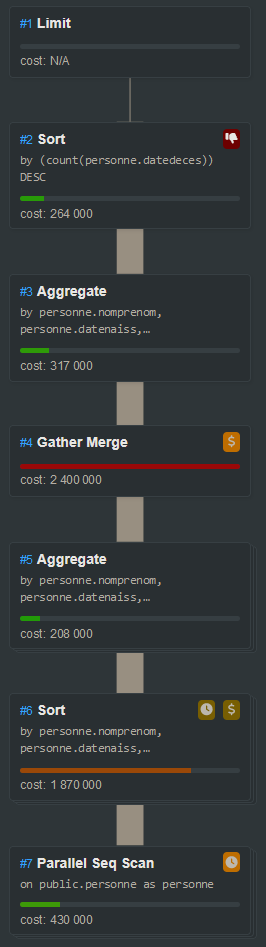 #1 Limit
cost: N/A
#2 Sort
by (count(personne.datedeces))
DESC
cost: 264 000
#3 Aggregate
by personne.nomprenom,
personne.datenaiss,…
cost: 317 000
#4 Gather Merge
$
cost: 2 400 000
#5 Aggregate
by personne.nomprenom,
personne.datenaiss,…
cost: 208 000
#6 Sort
$
by personne.nomprenom,
personne.datenaiss,…
cost: 1 870 000
#7 Parallel Seq Scan
on public.personne as personne
cost: 430 000